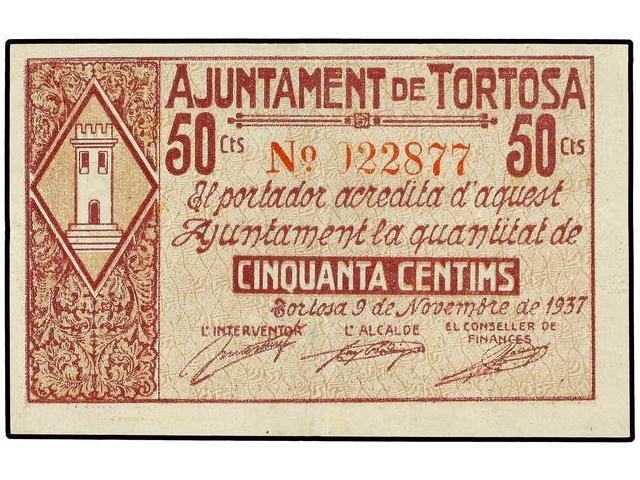 AJUNTAMENT DE TORTOSA
50 Cts 50 Cts
Nº 022877
El portador acredita d'aquest
Ajuntament la quantitat de
CINQUANTA CENTIMS
Tortosa 9 de Novembre de 1937
L'INTERVENTOR L'ALCALDE EL CONSELLER DE
FINANCES